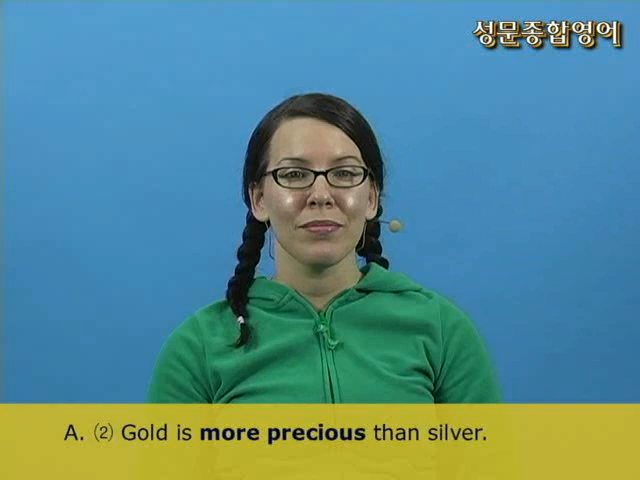 성문종합영어
A. ⑵ Gold is more precious than silver.